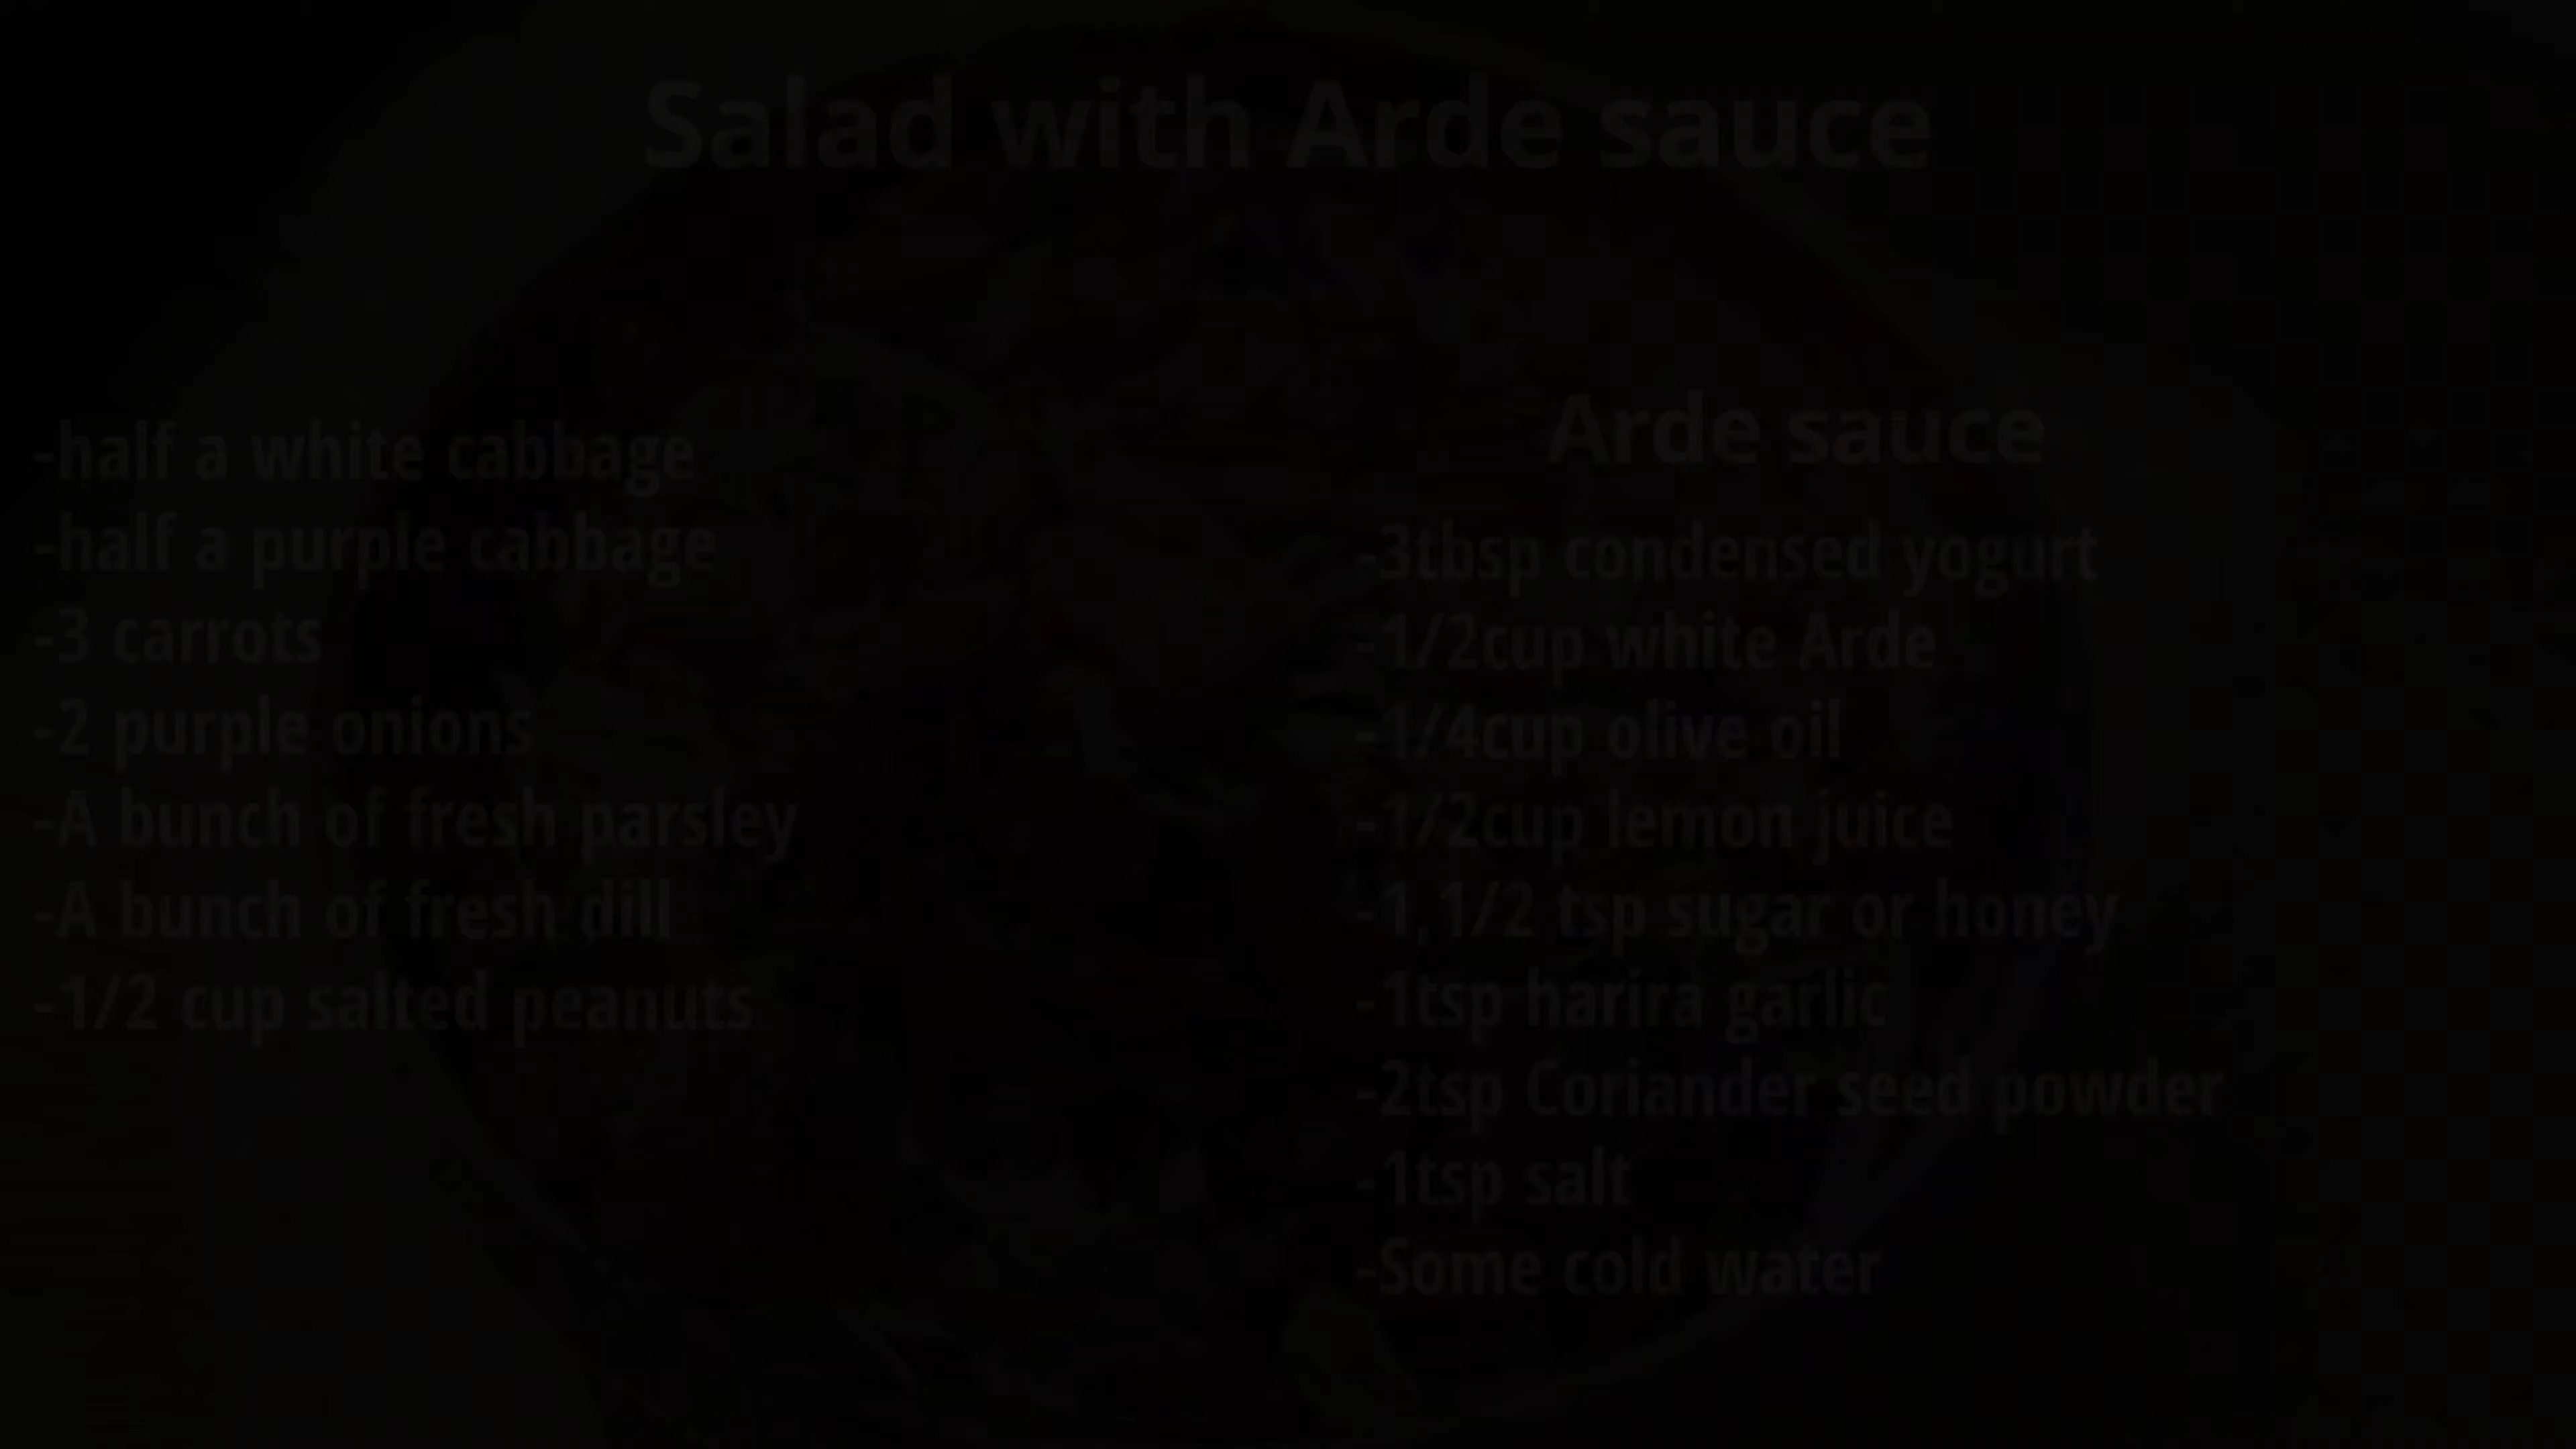 Salad with Arde sauce
-half a white cabbage
-half a purple cabbage
-3 carrots
-2 purple onions
-A bunch of fresh parsley
-A bunch of fresh dill
-1/2 cup salted peanuts
Arde sauce
-3tbsp condensed yogurt
-1/2cup white Arde
-1/4cup olive oil
-1/2cup lemon juice
-1,1/2 tsp sugar or honey
-1tsp harira garlic
-2tsp Coriander seed powder
-1tsp salt
-Some cold water